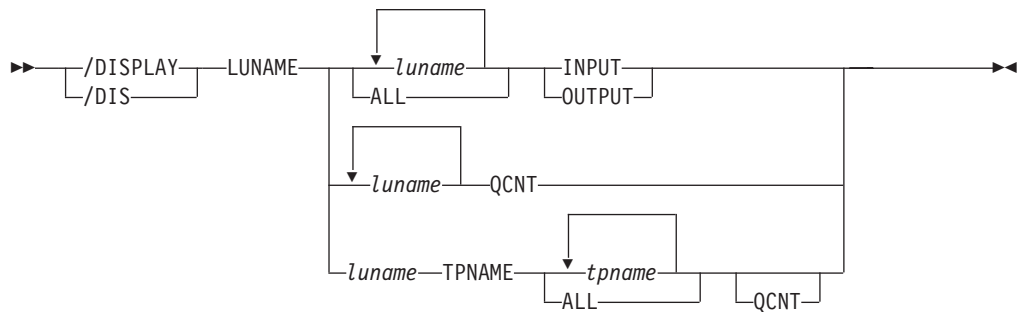 /DISPLAY LUNAME luname INPUT
/DIS ALL OUTPUT
luname QCNT
luname TPNAME tpname
ALL QCNT